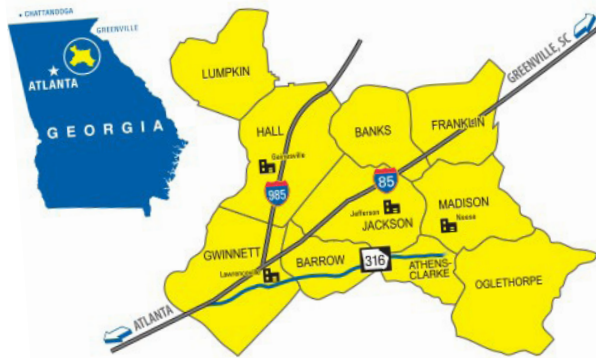 CHATTANOOGA
GREENVILLE
ATLANTA
GEORGIA
LUMPKIN
GREENVILLE, SC
HALL
BANKS
FRANKLIN
Gainesville
985
85
MADISON
Jefferson
Neese
JACKSON
GWINNETT
BARROW
316
ATHENS-
CLARKE
Lawrenceville
OGLETHORPE
ATLANTA